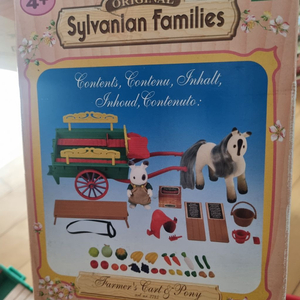 4+
ORIGINAL
Sylvanian Families
Contents, Contenu, Inhalt,
Inhoud, Contenuto:
Farmer's Cart & Pony